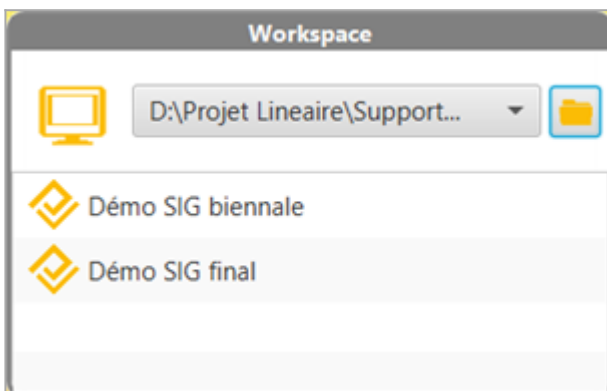 Workspace
D:\Projet Lineaire\Support...
Démo SIG biennale
Démo SIG final